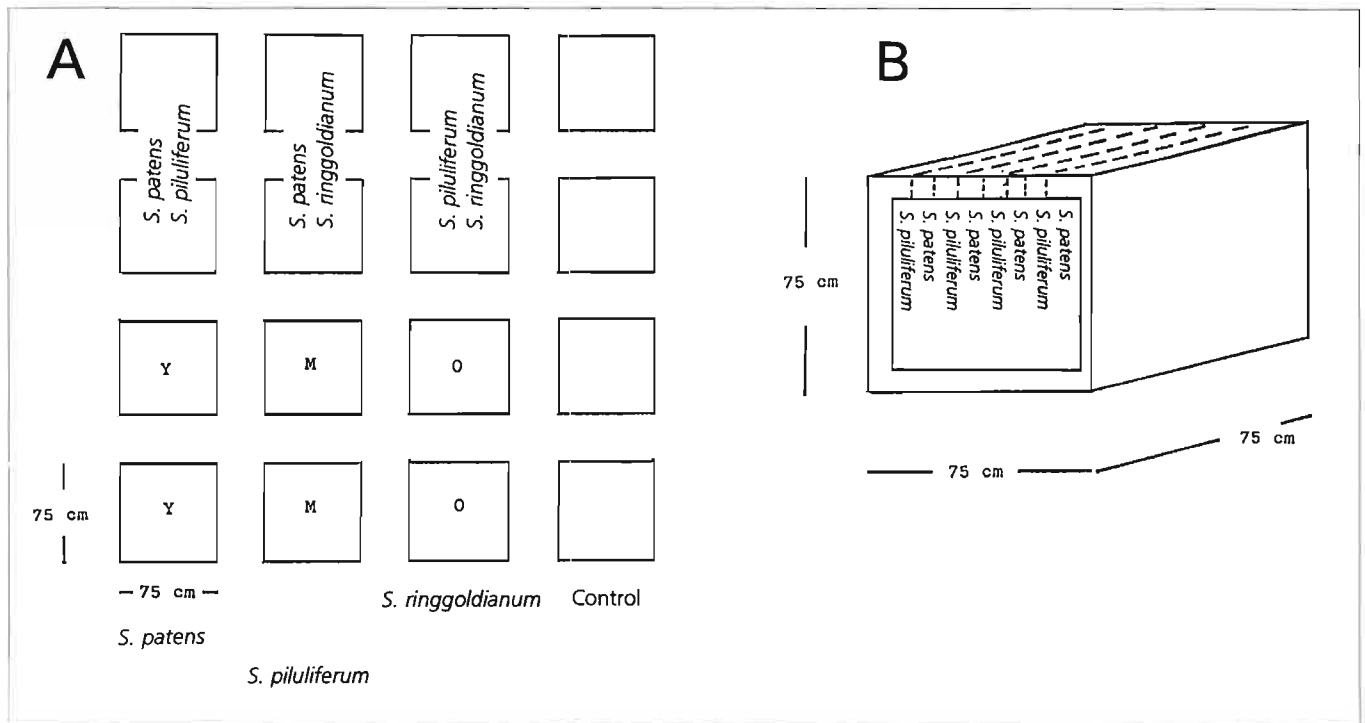 A
S. patens
S. piluliferum
S. patens
S. ringgoldianum
S. piluliferum
S. ringgoldianum
Y
M
O
Y
M
O
75 cm
75 cm
S. ringgoldianum
Control
S. patens
S. piluliferum
B
S. piluliferum
S. patens
S. piluliferum
S. patens
S. piluliferum
S. patens
S. piluliferum
S. patens
75 cm
75 cm
75 cm